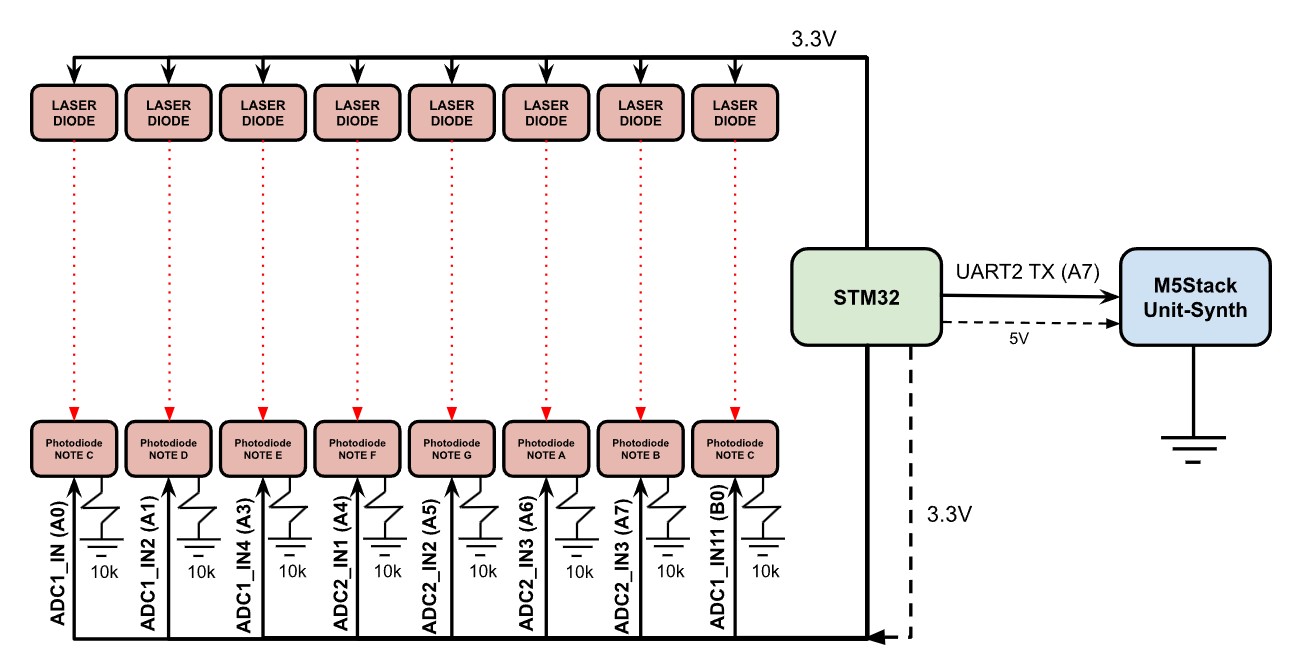 3.3V
LASER
DIODE
LASER
DIODE
LASER
DIODE
LASER
DIODE
LASER
DIODE
LASER
DIODE
LASER
DIODE
LASER
DIODE
STM32
UART2 TX (A7)
5V
M5Stack
Unit-Synth
Photodiode
NOTE C
Photodiode
NOTE D
Photodiode
NOTE E
Photodiode
NOTE F
Photodiode
NOTE G
Photodiode
NOTE A
Photodiode
NOTE B
Photodiode
NOTE C
ADC1_IN (A0)
10k
ADC1_IN2 (A1)
10k
ADC1_IN4 (A3)
10k
ADC2_IN1 (A4)
10k
ADC2_IN2 (A5)
10k
ADC2_IN3 (A6)
10k
ADC2_IN3 (A7)
10k
ADC1_IN11 (B0)
10k
3.3V